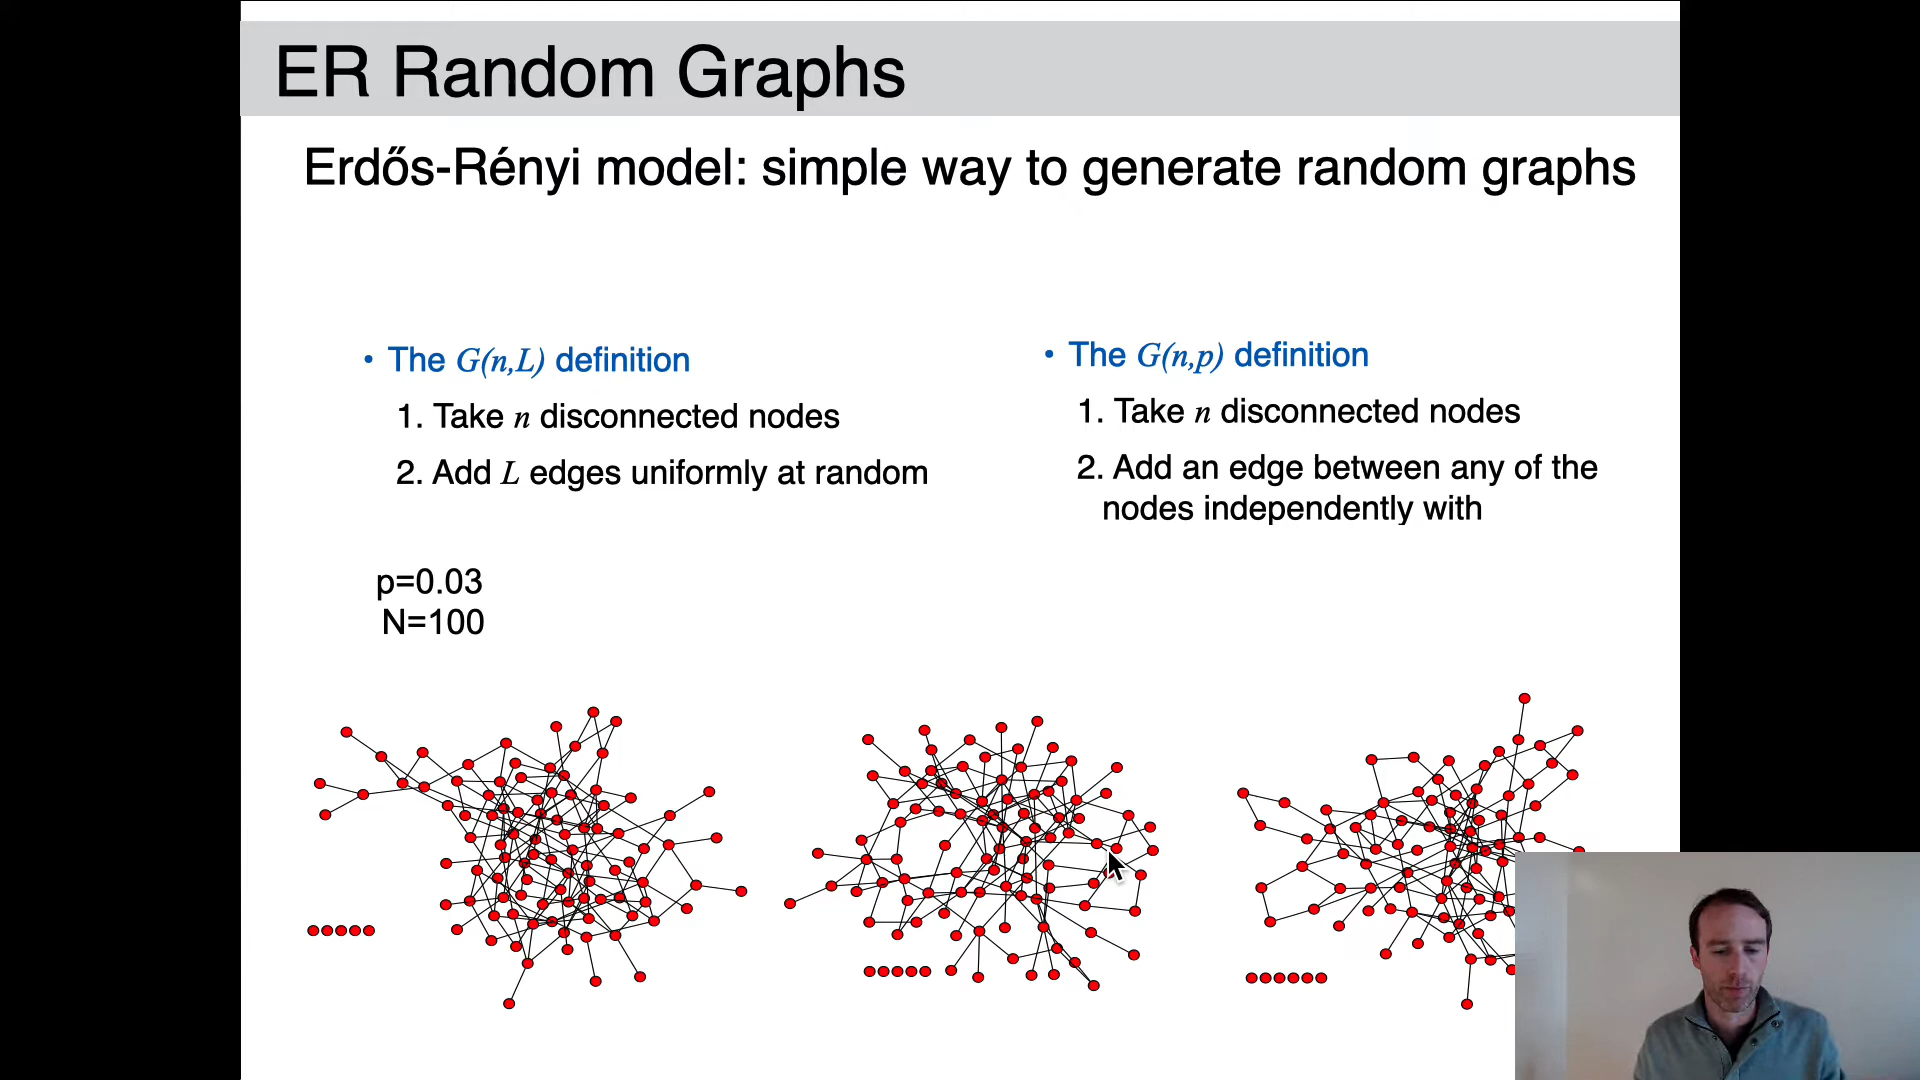 ER Random Graphs
Erdős-Rényi model: simple way to generate random graphs
• The G(n,L) definition
1. Take n disconnected nodes
2. Add L edges uniformly at random
• The G(n,p) definition
1. Take n disconnected nodes
2. Add an edge between any of the
nodes independently with
p=0.03
N=100